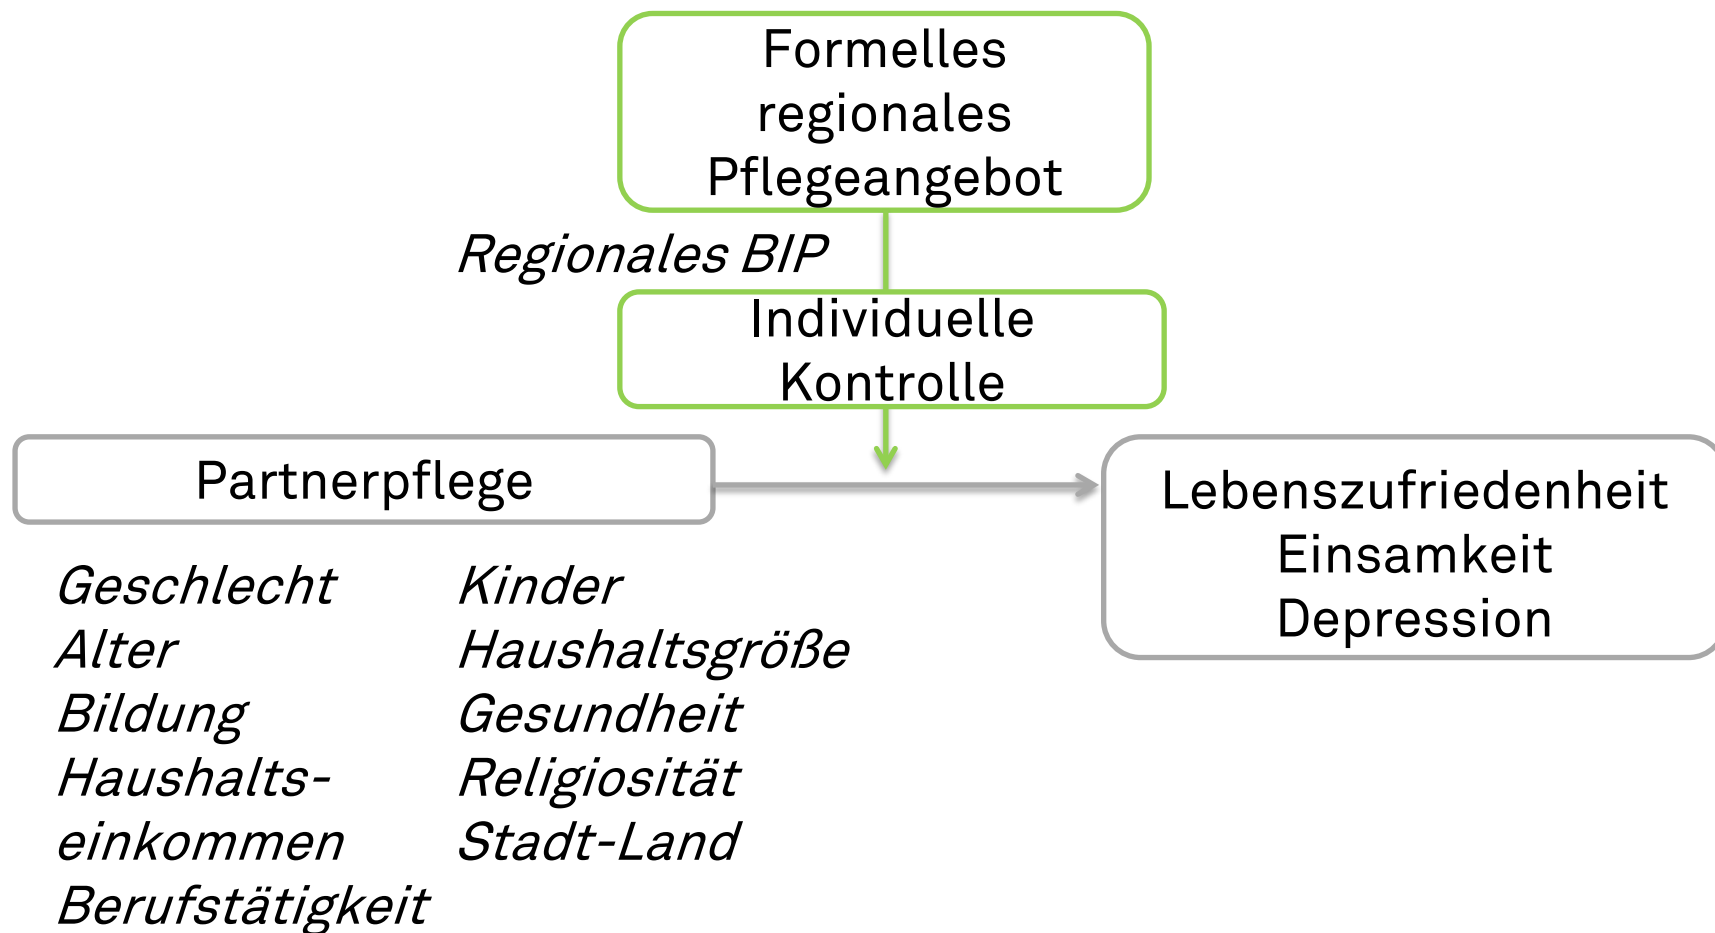 Formelles
regionales
Pflegeangebot
Regionales BIP
Individuelle
Kontrolle
Partnerpflege
Lebenszufriedenheit
Einsamkeit
Depression
Geschlecht
Alter
Bildung
Haushalts-
einkommen
Berufstätigkeit
Kinder
Haushaltsgröße
Gesundheit
Religiosität
Stadt-Land